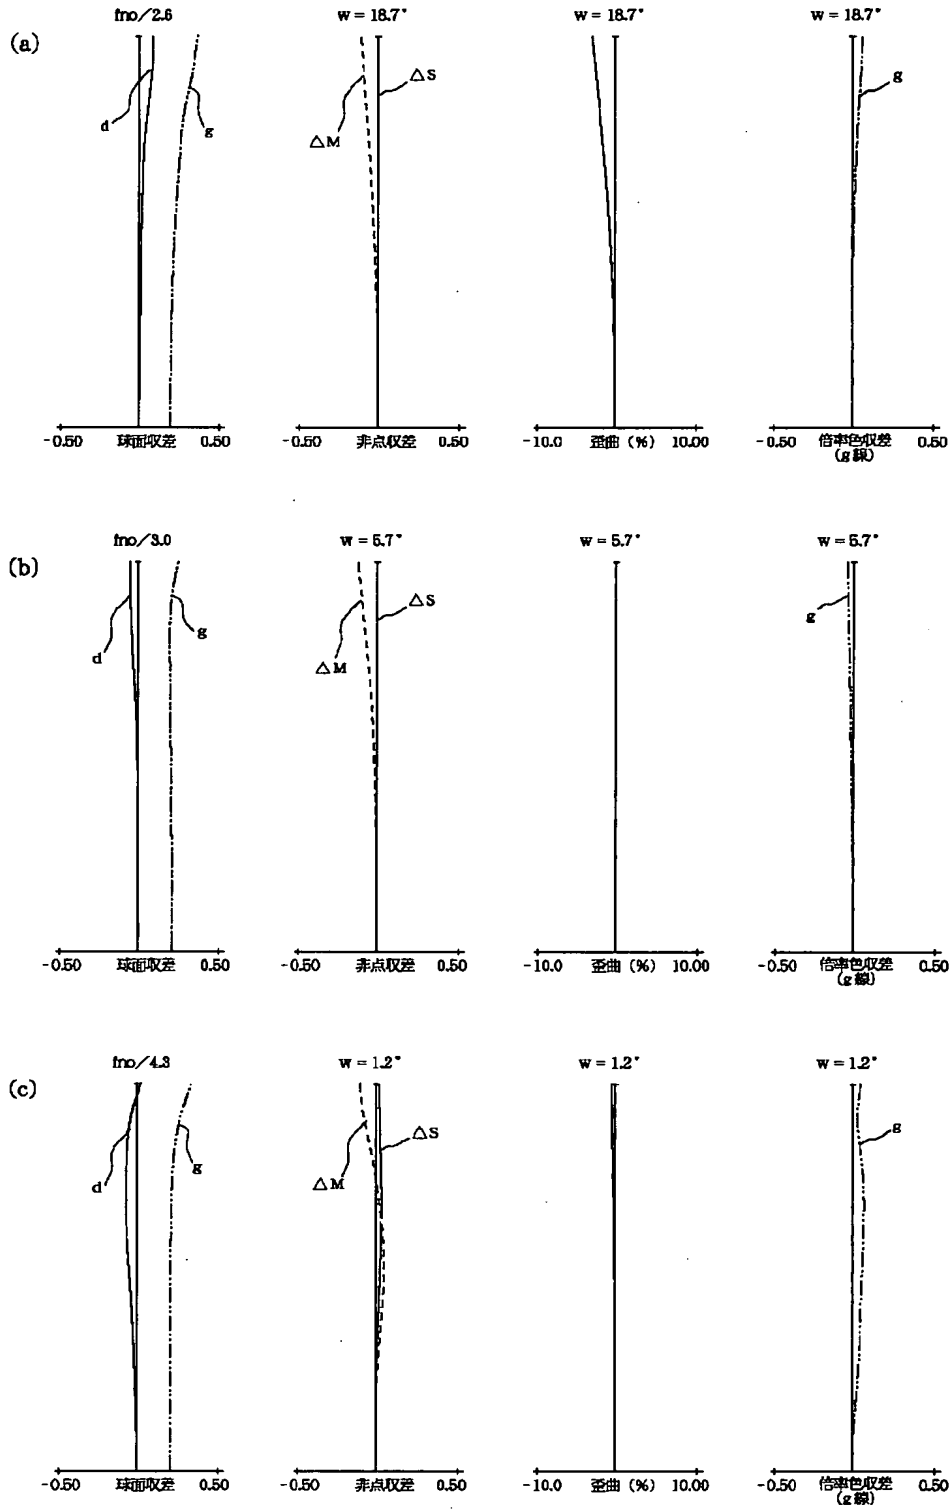 (a)
fno/2.6
w = 18.7°
w = 18.7°
w = 18.7°
d
g
△M
△S
g
-0.50 球面収差 0.50
-0.50 非点収差 0.50
-10.0 歪曲 (%) 10.00
-0.50 倍率色収差 0.50
(g線)
(b)
fno/3.0
w = 5.7°
w = 5.7°
w = 5.7°
d
g
△M
△S
g
-0.50 球面収差 0.50
-0.50 非点収差 0.50
-10.0 歪曲 (%) 10.00
-0.50 倍率色収差 0.50
(g線)
(c)
fno/4.3
w = 1.2°
w = 1.2°
w = 1.2°
d
g
△M
△S
g
-0.50 球面収差 0.50
-0.50 非点収差 0.50
-10.0 歪曲 (%) 10.00
-0.50 倍率色収差 0.50
(g線)